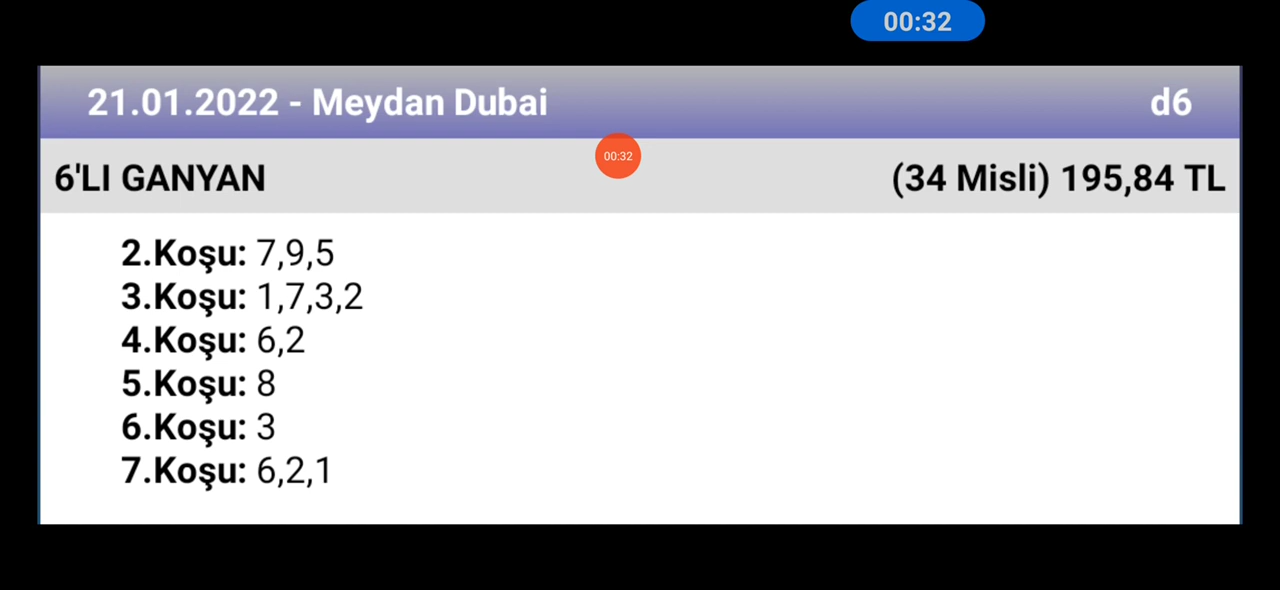 00:32
21.01.2022 - Meydan Dubai d6
00:32
6'LI GANYAN (34 Misli) 195,84 TL
2.Koşu: 7,9,5
3.Koşu: 1,7,3,2
4.Koşu: 6,2
5.Koşu: 8
6.Koşu: 3
7.Koşu: 6,2,1